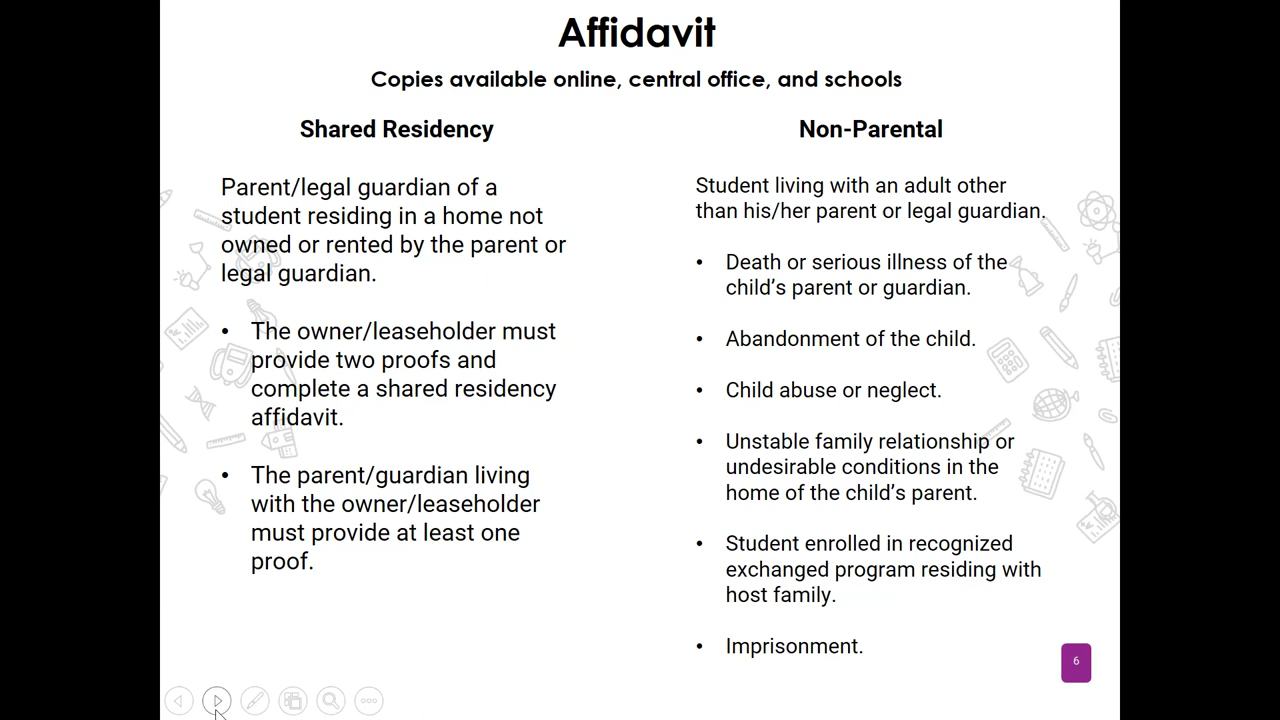 Affidavit
Copies available online, central office, and schools
Shared Residency
Parent/legal guardian of a
student residing in a home not
owned or rented by the parent or
legal guardian.
• The owner/leaseholder must
provide two proofs and
complete a shared residency
affidavit.
• The parent/guardian living
with the owner/leaseholder
must provide at least one
proof.
Non-Parental
Student living with an adult other
than his/her parent or legal guardian.
• Death or serious illness of the
child’s parent or guardian.
• Abandonment of the child.
• Child abuse or neglect.
• Unstable family relationship or
undesirable conditions in the
home of the child’s parent.
• Student enrolled in recognized
exchanged program residing with
host family.
• Imprisonment.
6